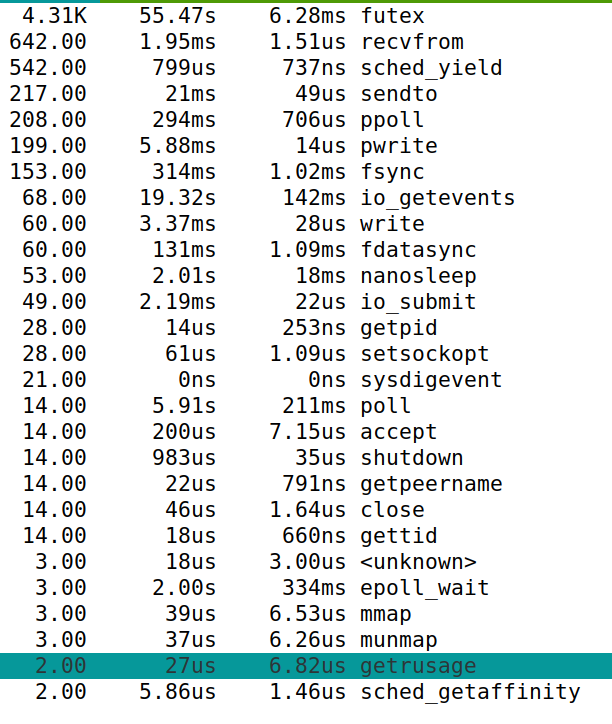 4.31K 55.47s 6.28ms futex
642.00 1.95ms 1.51us recvfrom
542.00 799us 737ns sched_yield
217.00 21ms 49us sendto
208.00 294ms 706us ppoll
199.00 5.88ms 14us pwrite
153.00 314ms 1.02ms fsync
68.00 19.32s 142ms io_getevents
60.00 3.37ms 28us write
60.00 131ms 1.09ms fdatasync
53.00 2.01s 18ms nanosleep
49.00 2.19ms 22us io_submit
28.00 14us 253ns getpid
28.00 61us 1.09us setsockopt
21.00 0ns 0ns sysdigevent
14.00 5.91s 211ms poll
14.00 200us 7.15us accept
14.00 983us 35us shutdown
14.00 22us 791ns getpeername
14.00 46us 1.64us close
14.00 18us 660ns gettid
3.00 18us 3.00us <unknown>
3.00 2.00s 334ms epoll_wait
3.00 39us 6.53us mmap
3.00 37us 6.26us munmap
2.00 27us 6.82us getrusage
2.00 5.86us 1.46us sched_getaffinity